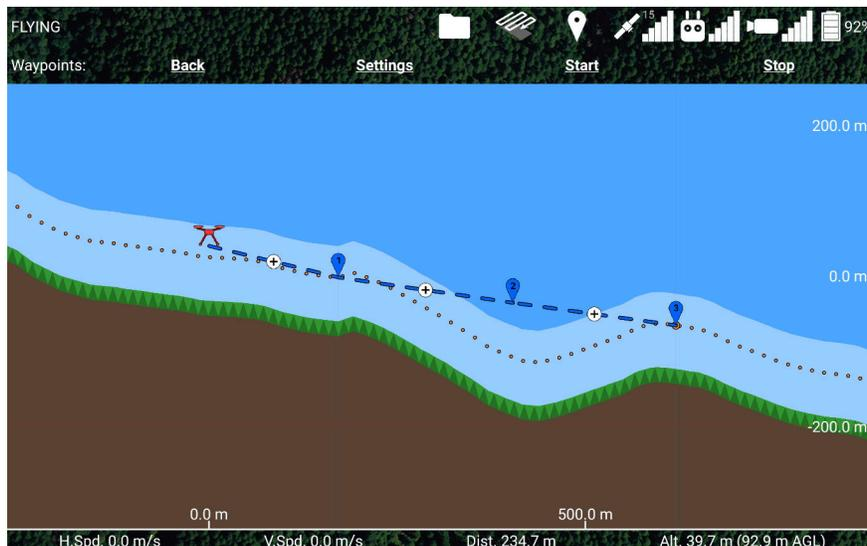 FLYING 15 92%
Waypoints: Back Settings Start Stop
200.0 m
1
0.0 m
2
3
-200.0 m
0.0 m 500.0 m
H.Spd. 0.0 m/s V.Spd. 0.0 m/s Dist. 234.7 m Alt. 39.7 m (92.9 m AGL)